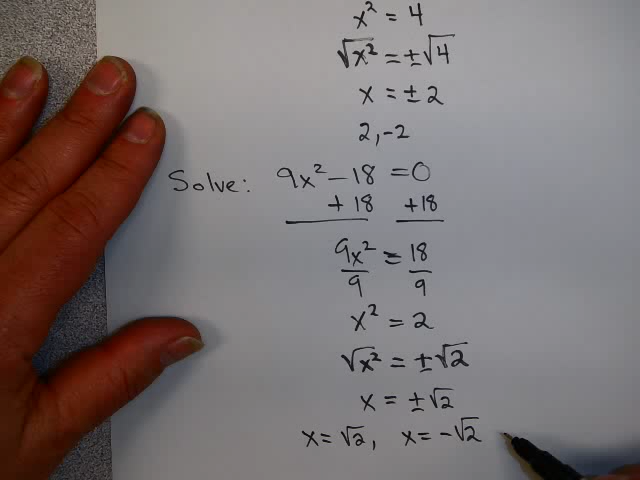 x² = 4
√x² = ±√4
x = ± 2
2, -2
Solve: 9x² - 18 = 0
+ 18 +18
9x² = 18
9 9
x² = 2
√x² = ±√2
x = ±√2
x = √2, x = -√2